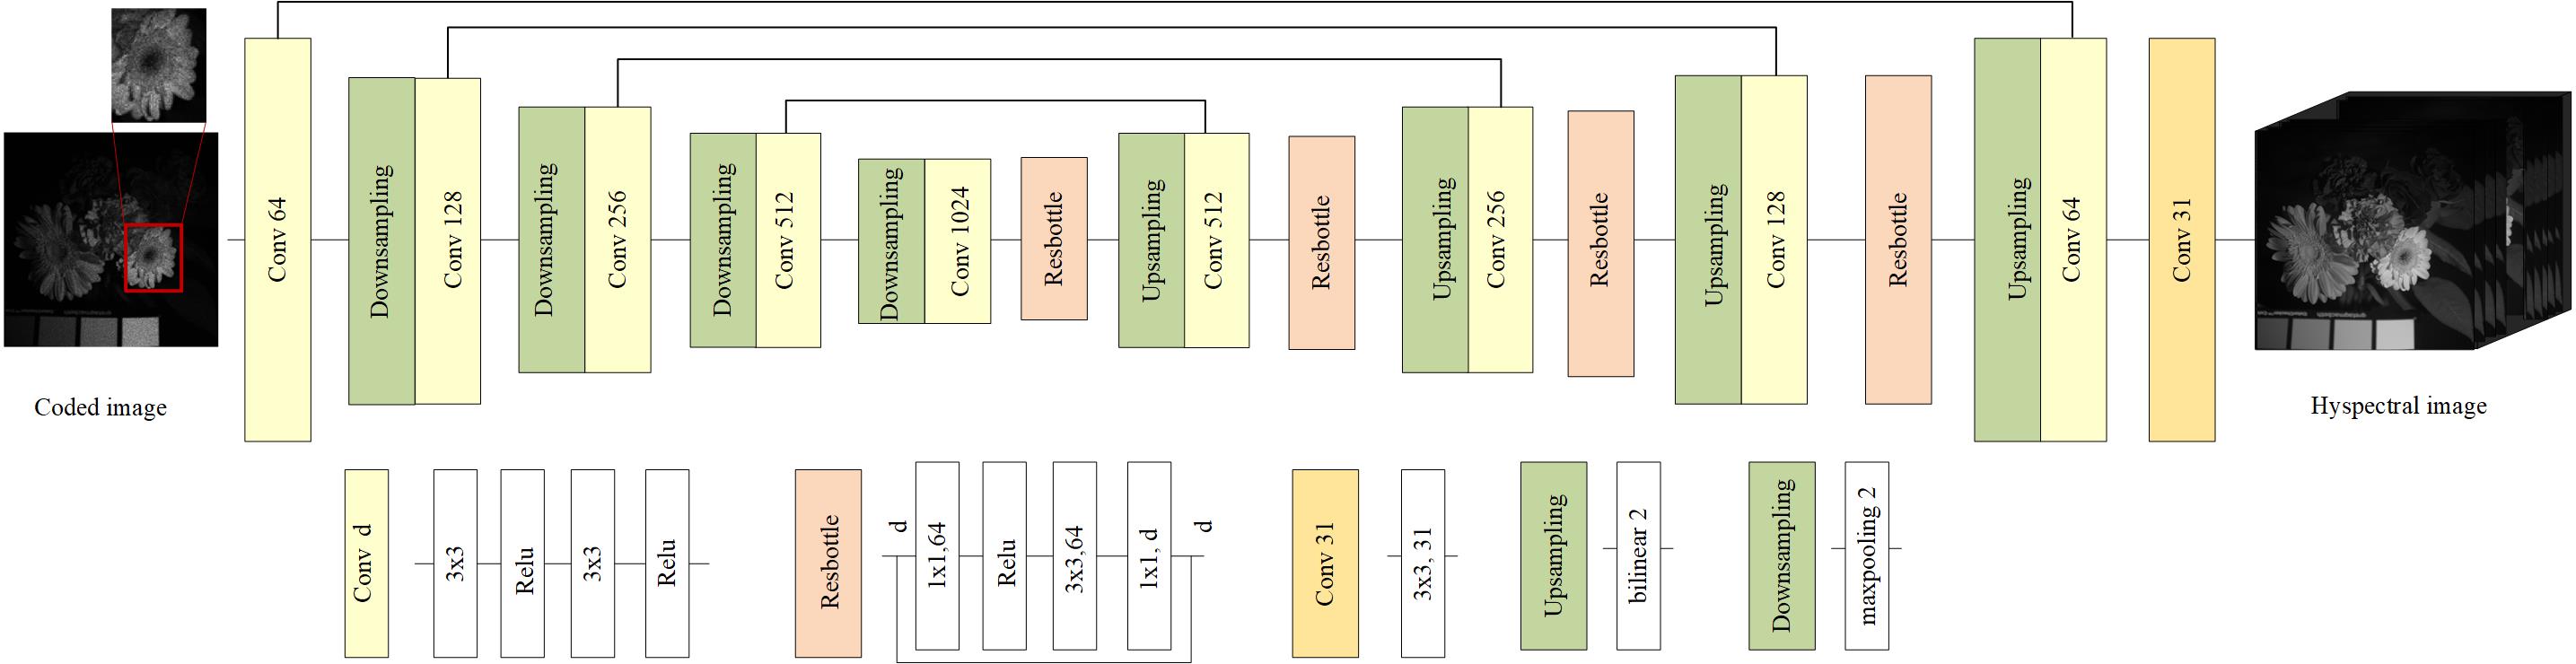 Conv 64
Downsampling
Conv 128
Downsampling
Conv 256
Downsampling
Conv 512
Downsampling
Conv 1024
Resbottle
Upsampling
Conv 512
Resbottle
Upsampling
Conv 256
Resbottle
Upsampling
Conv 128
Resbottle
Upsampling
Conv 64
Conv 31
Coded image
Hyspectral image
Conv d
3x3
Relu
3x3
Relu
Resbottle
d
1x1,64
Relu
3x3,64
1x1, d
d
Conv 31
3x3, 31
Upsampling
bilinear 2
Downsampling
maxpooling 2